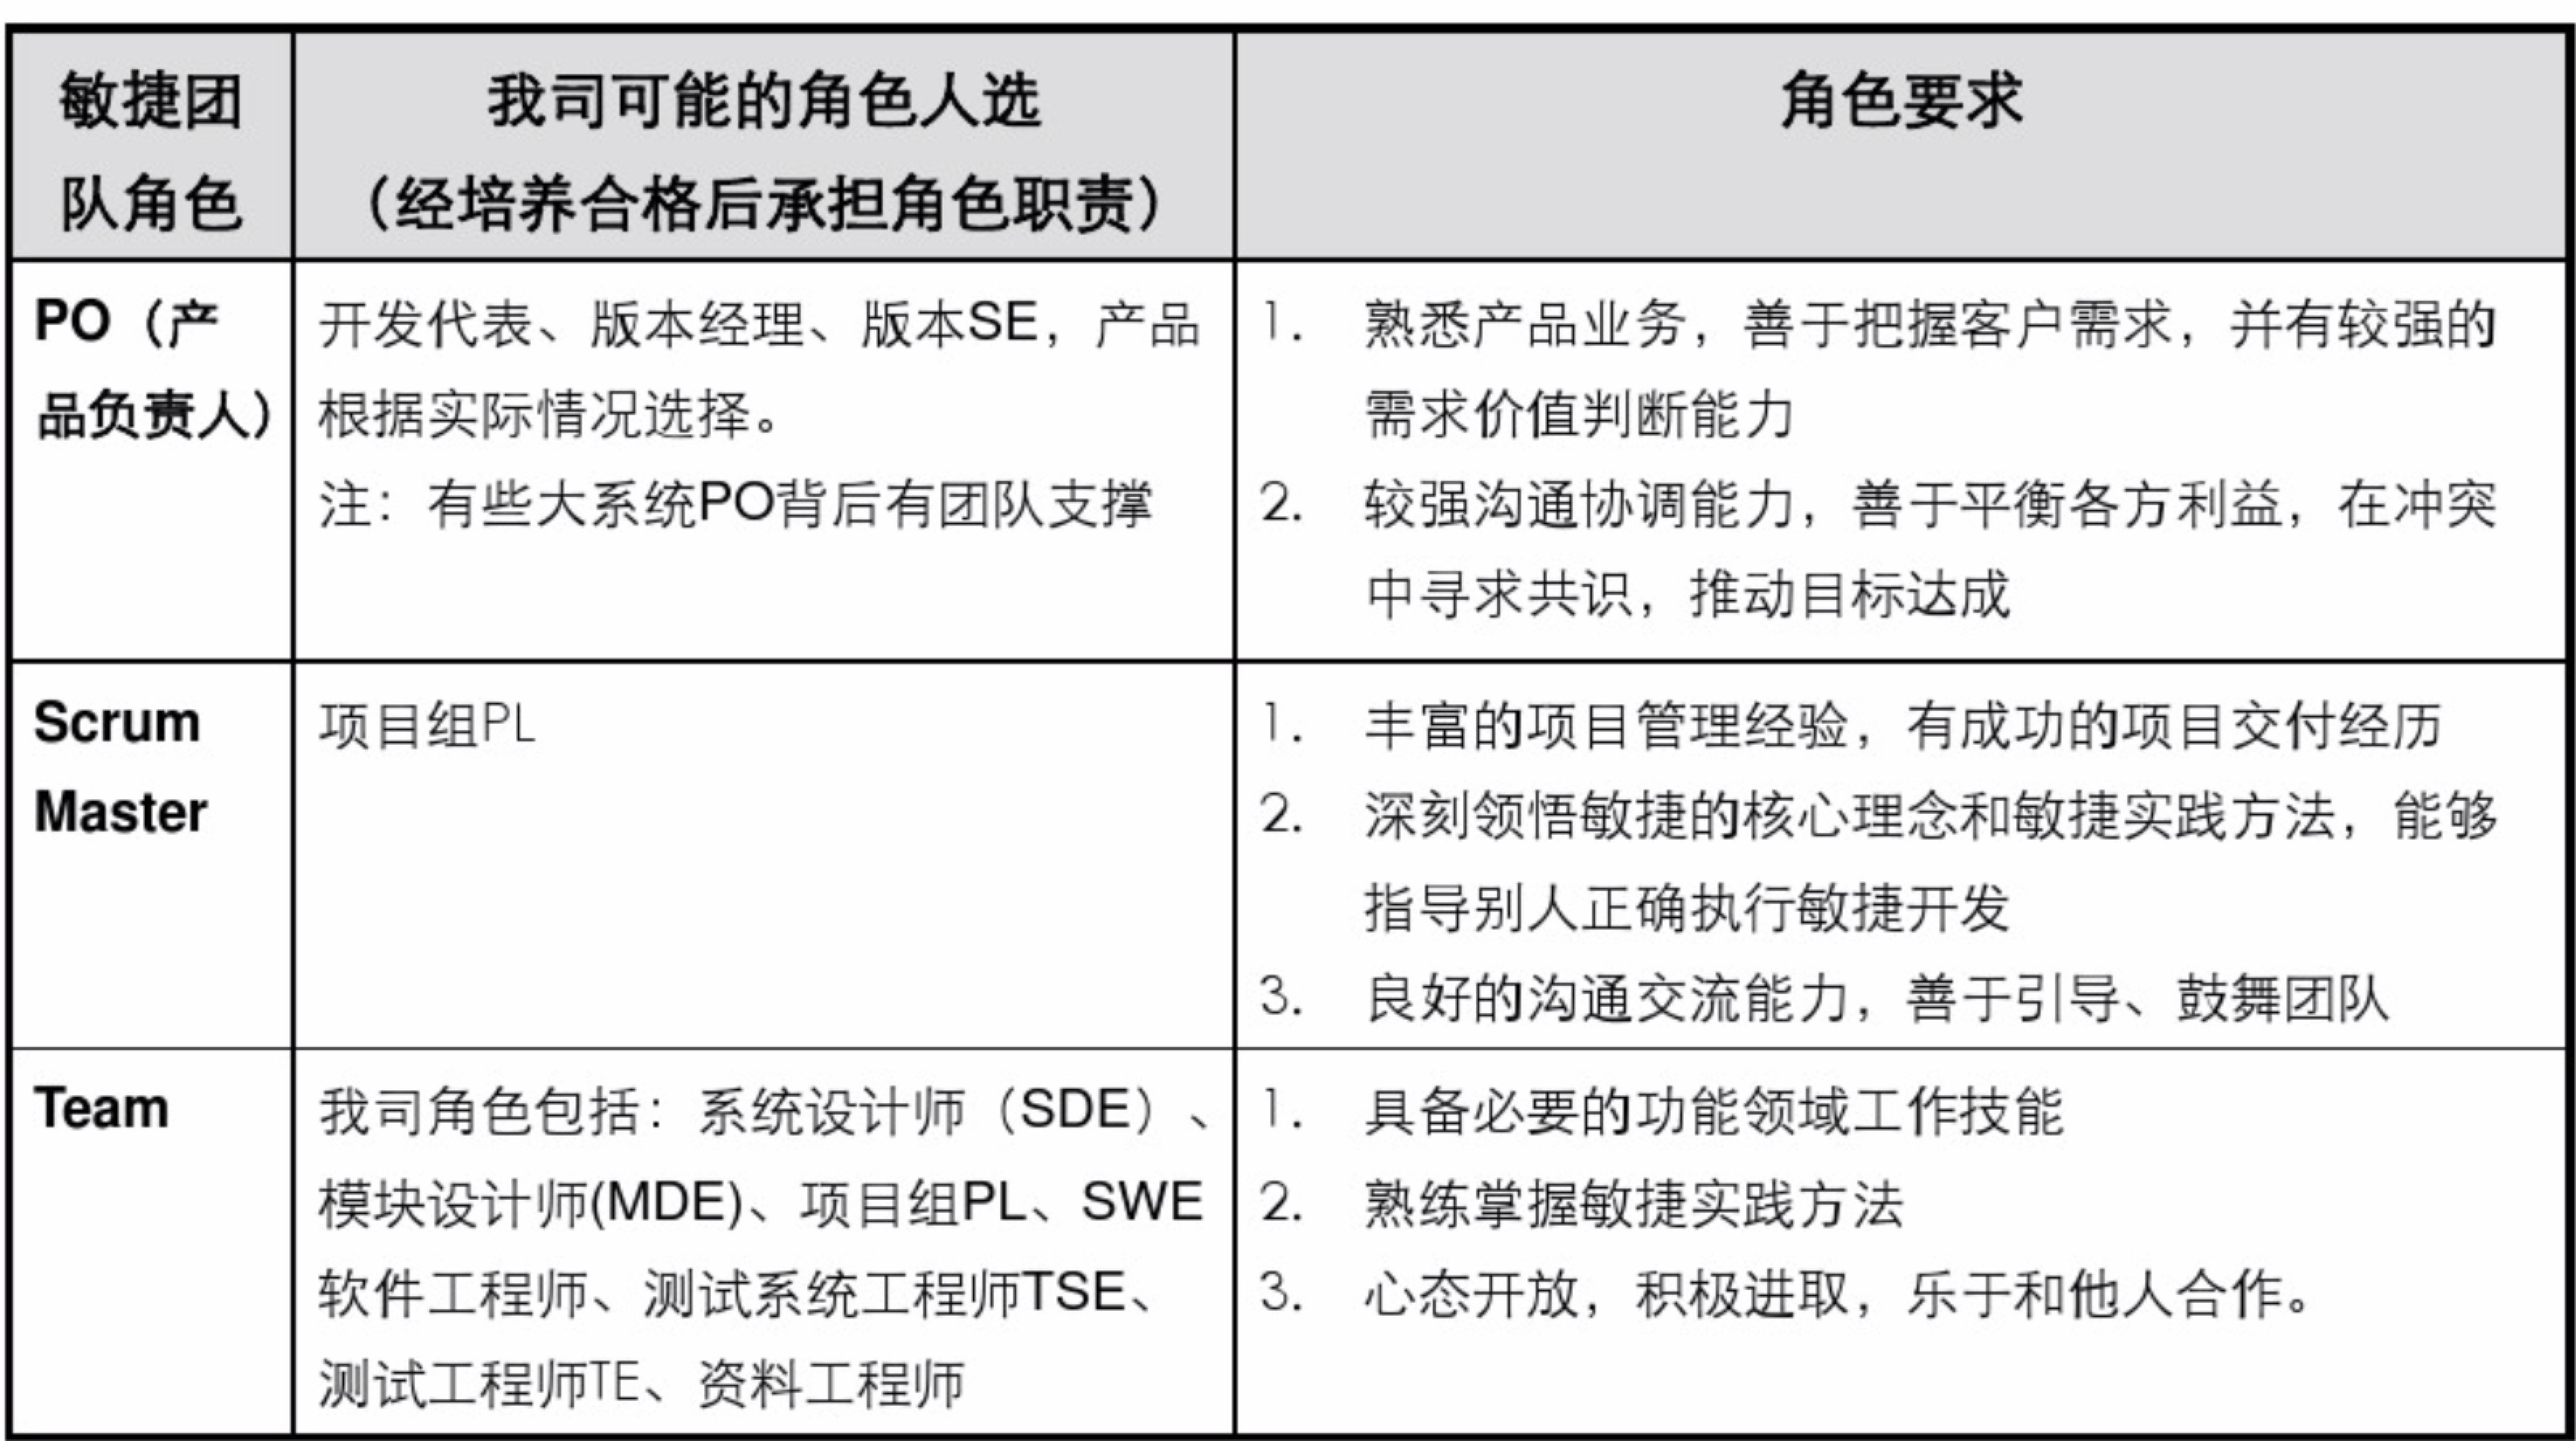 敏捷团
队角色
我司可能的角色人选
（经培养合格后承担角色职责）
角色要求
PO（产
品负责人）
开发代表、版本经理、版本SE，产品
根据实际情况选择。
注：有些大系统PO背后有团队支撑
1. 熟悉产品业务，善于把握客户需求，并有较强的
需求价值判断能力
2. 较强沟通协调能力，善于平衡各方利益，在冲突
中寻求共识，推动目标达成
Scrum
Master
项目组PL
1. 丰富的项目管理经验，有成功的项目交付经历
2. 深刻领悟敏捷的核心理念和敏捷实践方法，能够
指导别人正确执行敏捷开发
3. 良好的沟通交流能力，善于引导、鼓舞团队
Team
我司角色包括：系统设计师（SDE）、
模块设计师(MDE)、项目组PL、SWE
软件工程师、测试系统工程师TSE、
测试工程师TE、资料工程师
1. 具备必要的功能领域工作技能
2. 熟练掌握敏捷实践方法
3. 心态开放，积极进取，乐于和他人合作。